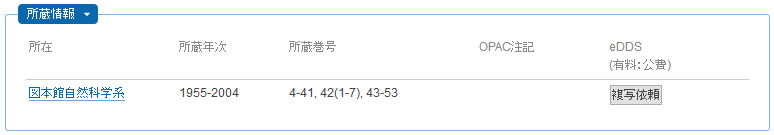 所蔵情報
所在 所蔵年次 所蔵巻号 OPAC注記 eDDS
(有料:公費)
図本館自然科学系 1955-2004 4-41, 42(1-7), 43-53 複写依頼